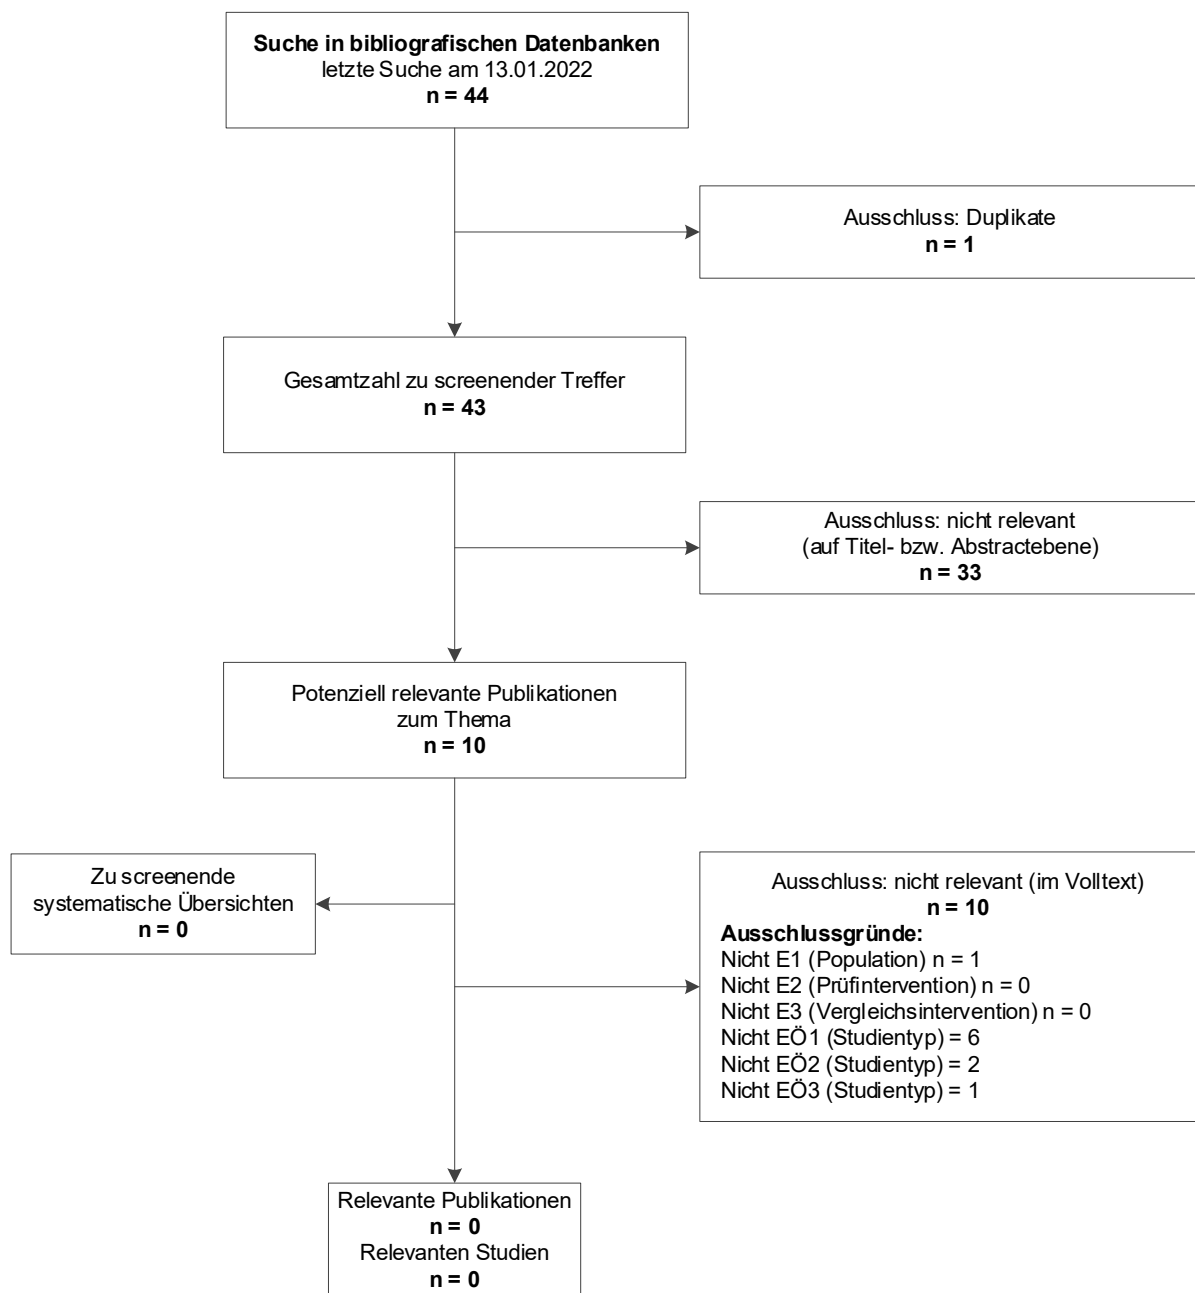 Suche in bibliografischen Datenbanken
letzte Suche am 13.01.2022
n = 44
Ausschluss: Duplikate
n = 1
Gesamtzahl zu screenender Treffer
n = 43
Ausschluss: nicht relevant
(auf Titel- bzw. Abstractebene)
n = 33
Potenziell relevante Publikationen
zum Thema
n = 10
Zu screenende
systematische Übersichten
n = 0
Ausschluss: nicht relevant (im Volltext)
n = 10
Ausschlussgründe:
Nicht E1 (Population) n = 1
Nicht E2 (Prüfintervention) n = 0
Nicht E3 (Vergleichsintervention) n = 0
Nicht EÖ1 (Studientyp) = 6
Nicht EÖ2 (Studientyp) = 2
Nicht EÖ3 (Studientyp) = 1
Relevante Publikationen
n = 0
Relevanten Studien
n = 0